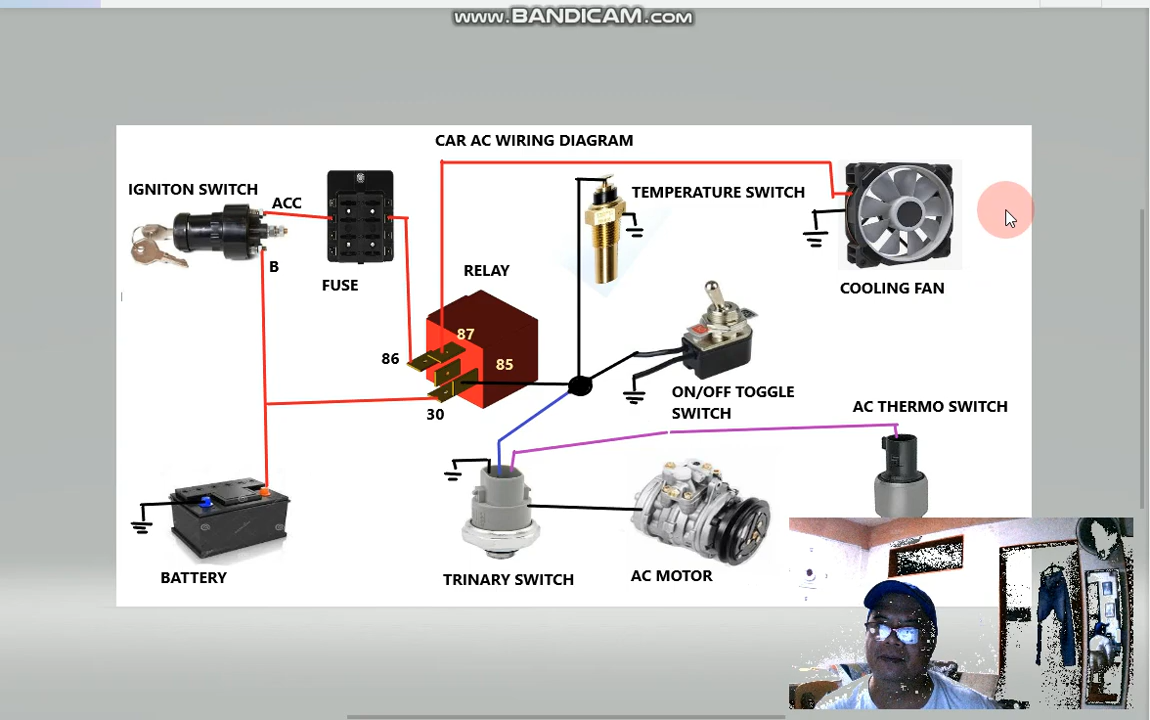 www.BANDICAM.com
CAR AC WIRING DIAGRAM
IGNITON SWITCH
ACC
TEMPERATURE SWITCH
B
FUSE
RELAY
COOLING FAN
87
86
85
30
ON/OFF TOGGLE
SWITCH
AC THERMO SWITCH
BATTERY
TRINARY SWITCH
AC MOTOR